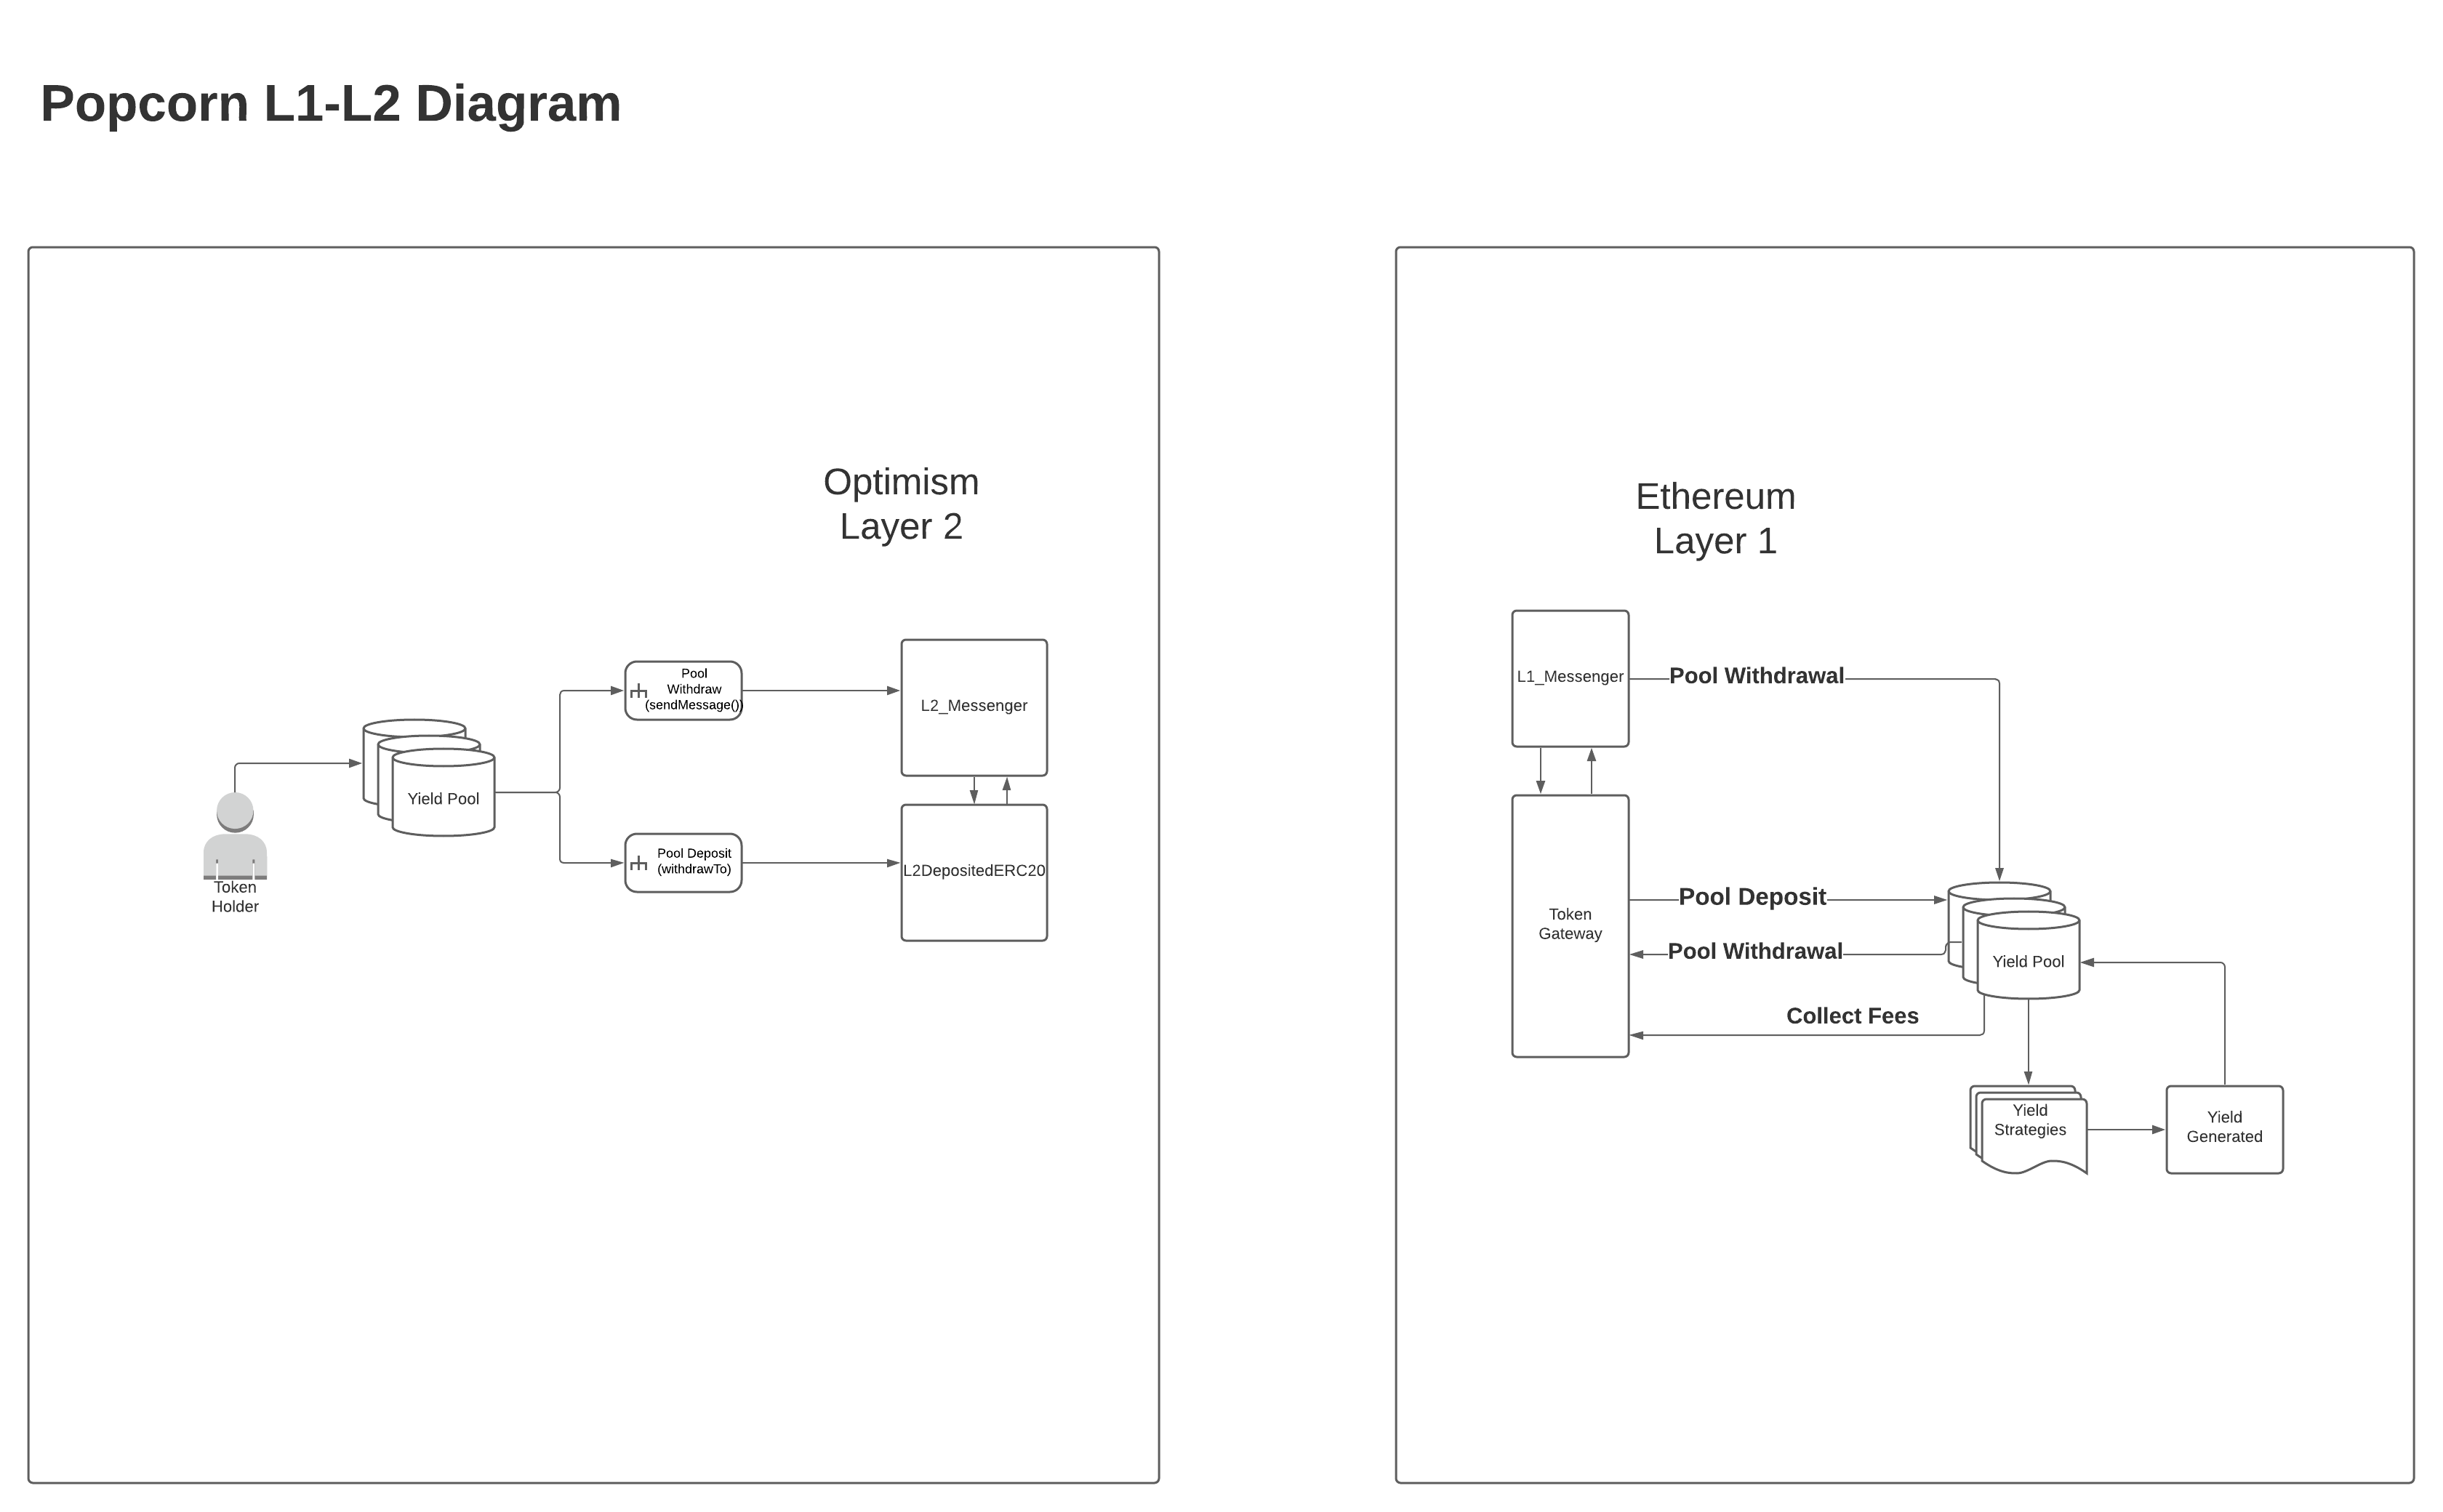 Popcorn L1-L2 Diagram
Optimism
Layer 2
Pool
Withdraw
(sendMessage())
L2_Messenger
Yield Pool
Pool Deposit
(withdrawTo)
L2DepositedERC20
Token
Holder
Ethereum
Layer 1
L1_Messenger
Pool Withdrawal
Token
Gateway
Pool Deposit
Pool Withdrawal
Yield Pool
Collect Fees
Yield
Strategies
Yield
Generated